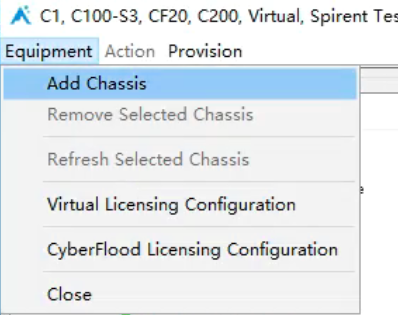 C1, C100-S3, CF20, C200, Virtual, Spirent Tes
Equipment Action Provision
Add Chassis
Remove Selected Chassis
Refresh Selected Chassis
Virtual Licensing Configuration
CyberFlood Licensing Configuration
Close